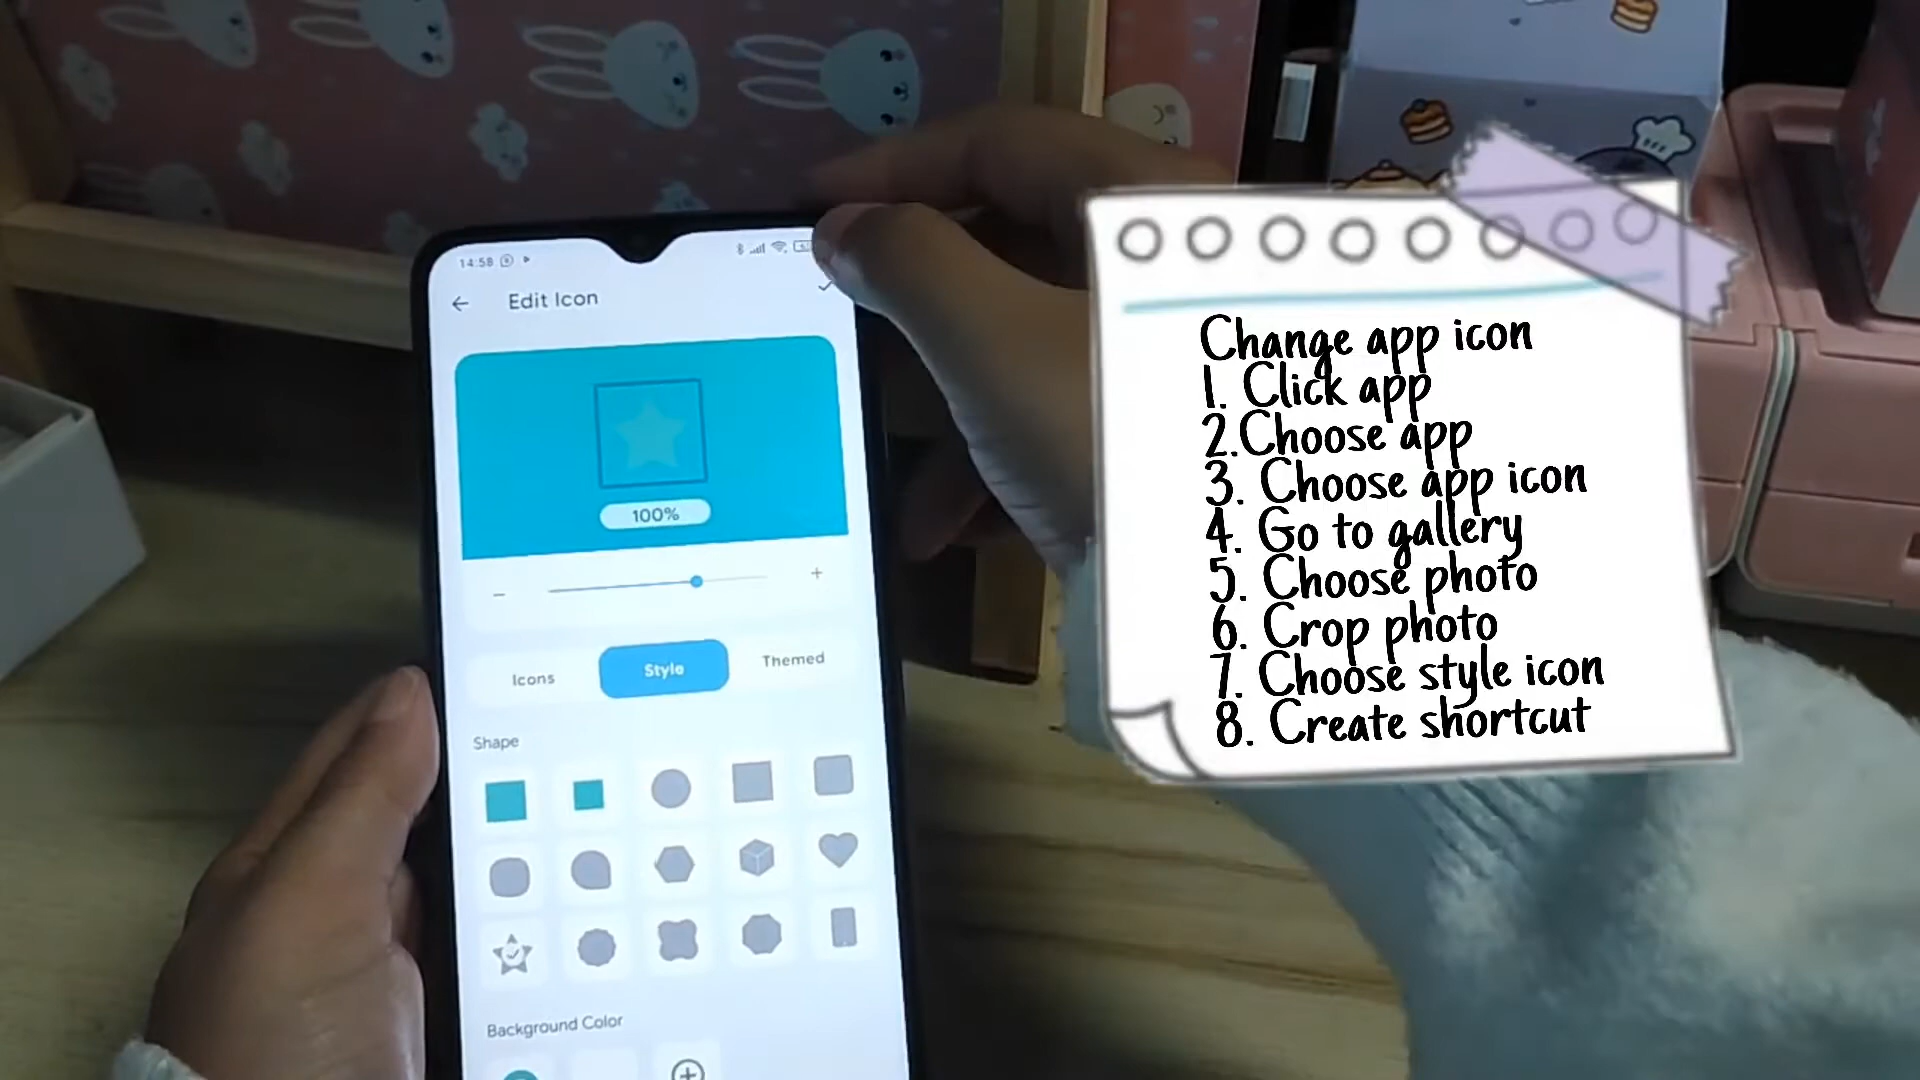 14:58
Edit Icon
100%
Icons
Style
Themed
Shape
Background Color
Change app icon
1. Click app
2.Choose app
3. Choose app icon
4. Go to gallery
5. Choose photo
6. Crop photo
7. Choose style icon
8. Create shortcut